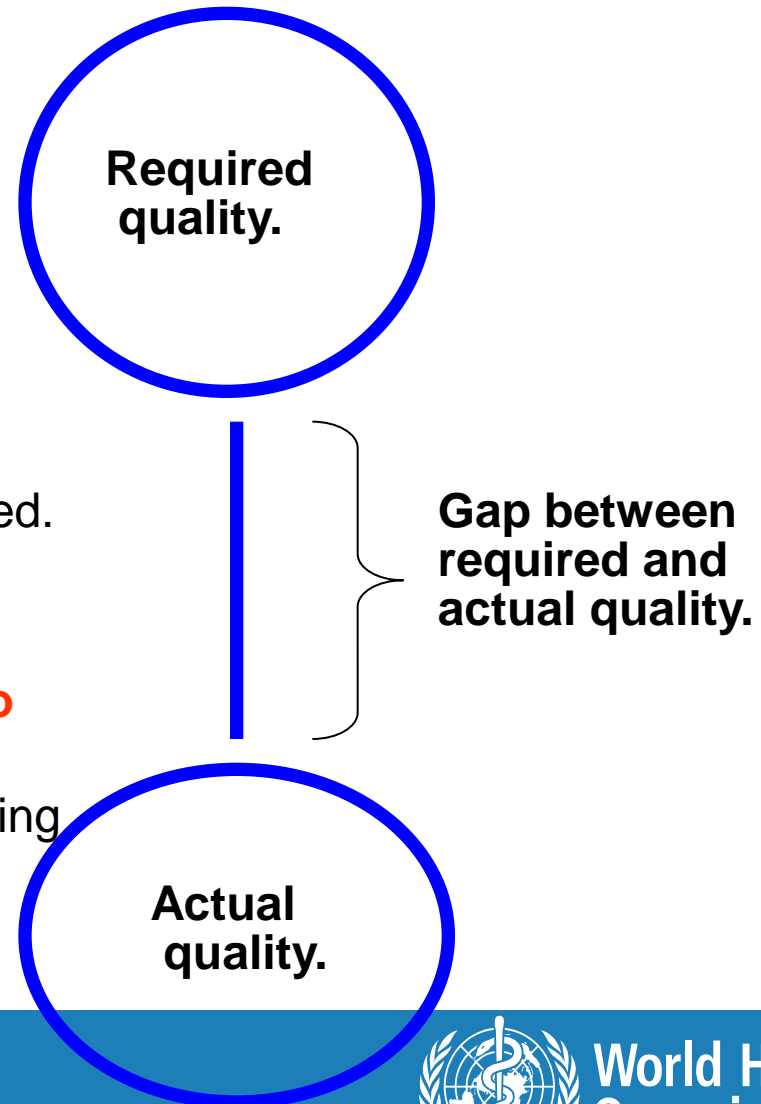 Required
quality.
ed.
Gap between
required and
actual quality.
ing
Actual
quality.
World H